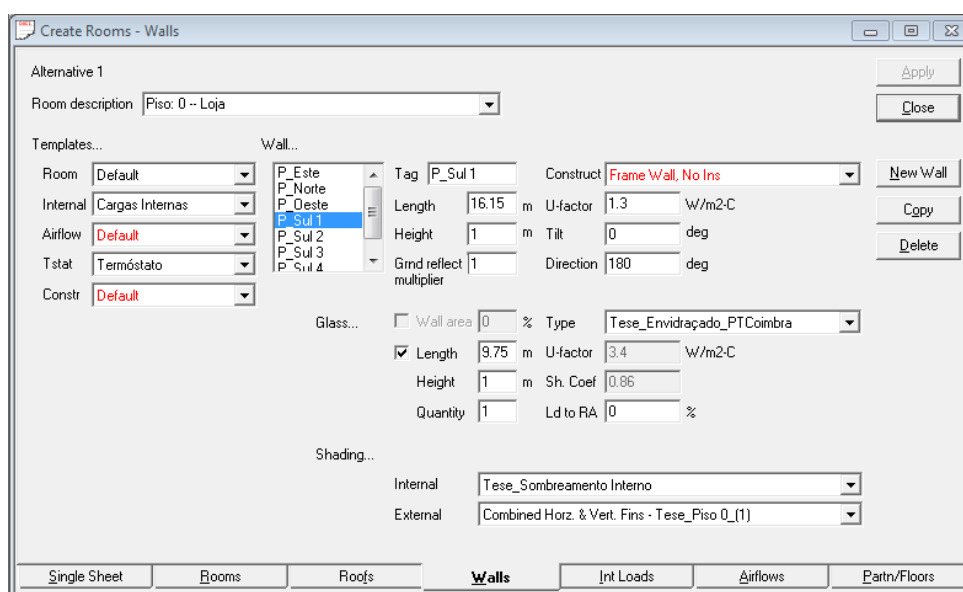 Create Rooms - Walls
Alternative 1
Apply
Room description Piso: 0 -- Loja
Close
Templates... Wall...
Room Default P_Este Tag P_Sul 1 Construct Frame Wall, No Ins New Wall
P_Norte
Internal Cargas Internas P_Oeste Length 16.15 m U-factor 1.3 W/m2-C Copy
P_Sul 1
Airflow Default P_Sul 2 Height 1 m Tilt 0 deg
Delete
P_Sul 3
Tstat Termóstato P_Sul 4 Grnd reflect multiplier 1 Direction 180 deg
Constr Default
Glass... Wall area 0 % Type Tese_Envidraçado_PTCoimbra
Length 9.75 m U-factor 3.4 W/m2-C
Height 1 m Sh. Coef 0.86
Quantity 1 Ld to RA 0 %
Shading...
Internal Tese_Sombreamento Interno
External Combined Horz. & Vert. Fins - Tese_Piso 0_(1)
Single Sheet Rooms Roofs Walls Int Loads Airflows Partn/Floors